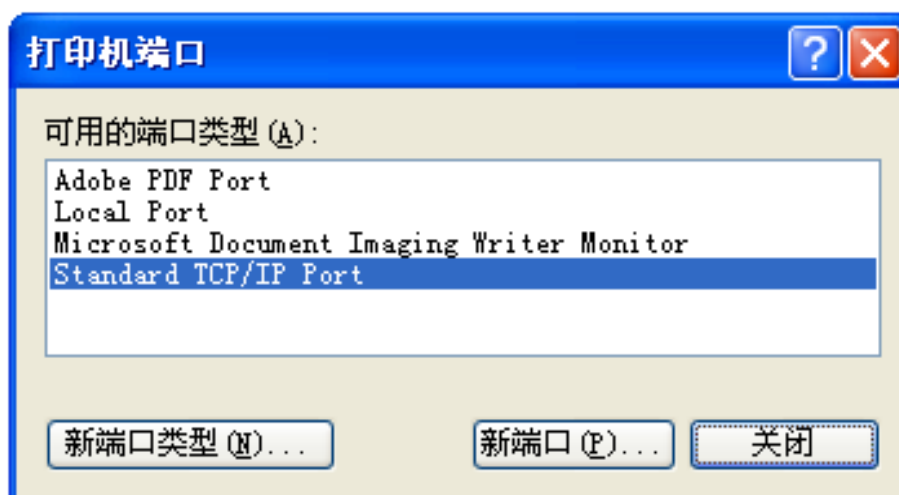 打印机端口
可用的端口类型(A):
Adobe PDF Port
Local Port
Microsoft Document Imaging Writer Monitor
Standard TCP/IP Port
新端口类型(N)... 新端口(P)... 关闭